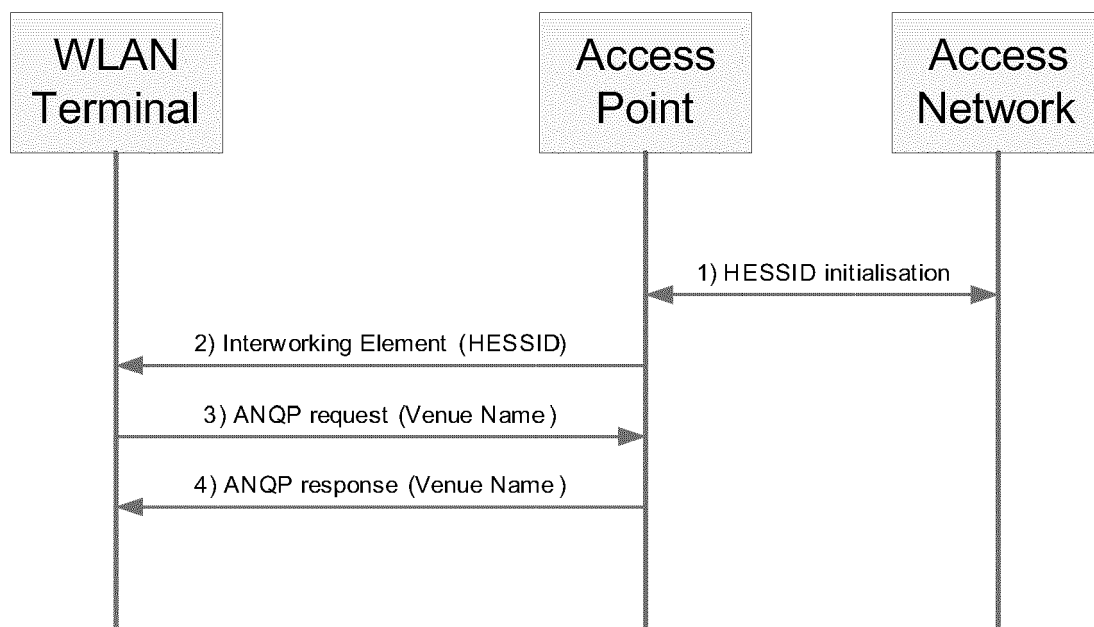 WLAN
Terminal
Access
Point
Access
Network
1) HESSID initialisation
2) Interworking Element (HESSID)
3) ANQP request (Venue Name)
4) ANQP response (Venue Name)